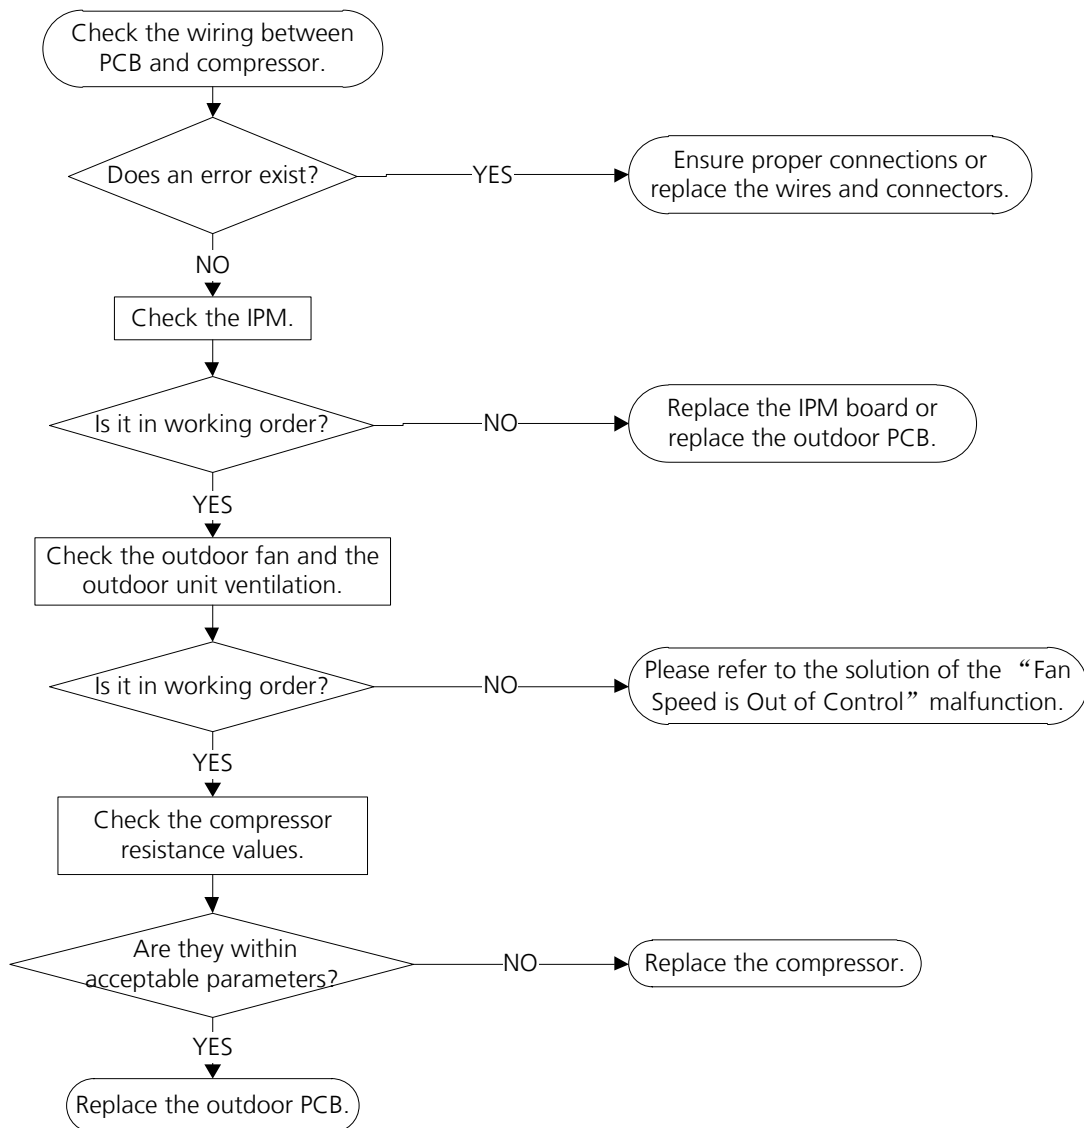 Check the wiring between
PCB and compressor.
Does an error exist?
YES
Ensure proper connections or
replace the wires and connectors.
NO
Check the IPM.
Is it in working order?
NO
Replace the IPM board or
replace the outdoor PCB.
YES
Check the outdoor fan and the
outdoor unit ventilation.
Is it in working order?
NO
Please refer to the solution of the “Fan
Speed is Out of Control” malfunction.
YES
Check the compressor
resistance values.
Are they within
acceptable parameters?
NO
Replace the compressor.
YES
Replace the outdoor PCB.